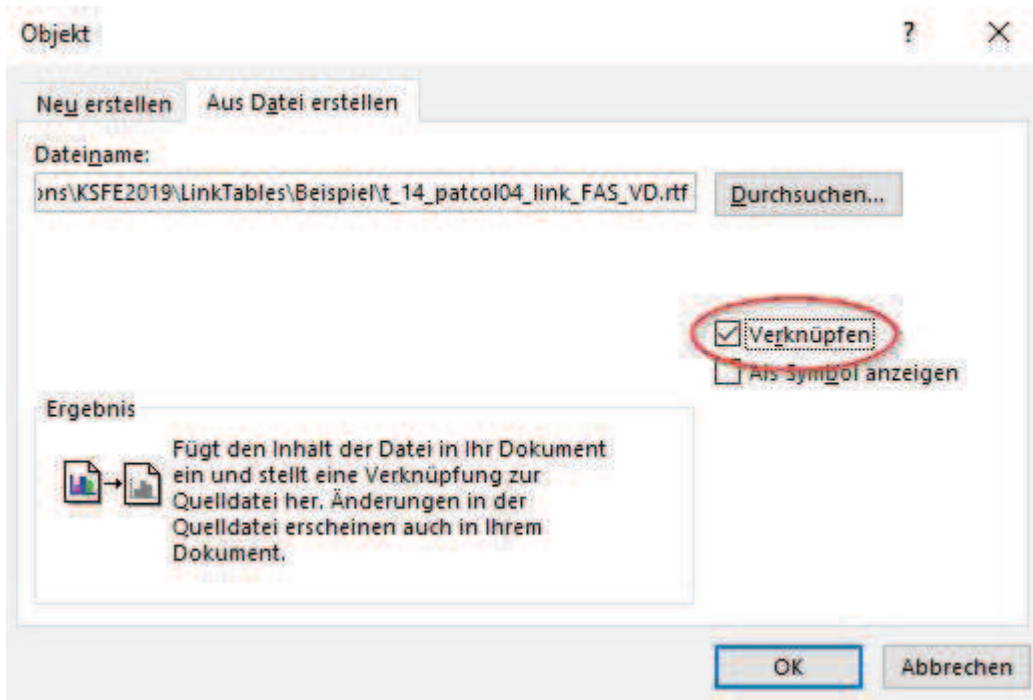 Objekt ? ×
Neu erstellen Aus Datei erstellen
Dateiname:
ons\KSFE2019\LinkTables\Beispiel\t_14_patcol04_link_FAS_VD.rtf Durchsuchen...
Verknüpfen
Als Symbol anzeigen
Ergebnis
Fügt den Inhalt der Datei in Ihr Dokument
ein und stellt eine Verknüpfung zur
Quelldatei her. Änderungen in der
Quelldatei erscheinen auch in Ihrem
Dokument.
OK Abbrechen